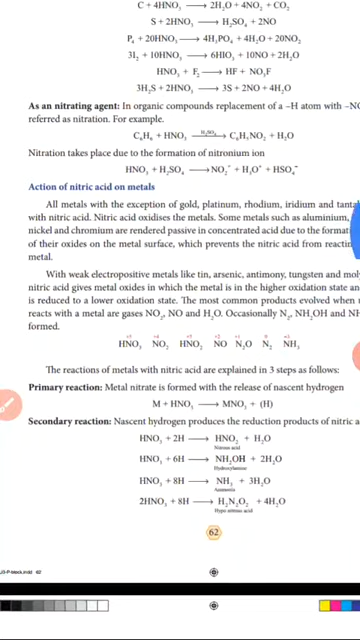 C + 4HNO₃ ⟶ 2H₂O + 4NO₂ + CO₂
S + 2HNO₃ ⟶ H₂SO₄ + 2NO
P₄ + 20HNO₃ ⟶ 4H₃PO₄ + 4H₂O + 20NO₂
3I₂ + 10HNO₃ ⟶ 6HIO₃ + 10NO + 2H₂O
HNO₃ + F₂ ⟶ HF + NO₃F
3H₂S + 2HNO₃ ⟶ 3S + 2NO + 4H₂O
As an nitrating agent: In organic compounds replacement of a –H atom with –NO
referred as nitration. For example.
C₆H₆ + HNO₃ —H₂SO₄→ C₆H₅NO₂ + H₂O
Nitration takes place due to the formation of nitronium ion
HNO₃ + H₂SO₄ ⟶ NO₂⁺ + H₃O⁺ + HSO₄⁻
Action of nitric acid on metals
All metals with the exception of gold, platinum, rhodium, iridium and tanta
with nitric acid. Nitric acid oxidises the metals. Some metals such as aluminium,
nickel and chromium are rendered passive in concentrated acid due to the format
of their oxides on the metal surface, which prevents the nitric acid from reactin
metal.
With weak electropositive metals like tin, arsenic, antimony, tungsten and mol
nitric acid gives metal oxides in which the metal is in the higher oxidation state an
is reduced to a lower oxidation state. The most common products evolved when
reacts with a metal are gases NO₂, NO and H₂O. Occasionally N₂, NH₂OH and NH
formed.
+5 +4 +3 +2 +1 0 −3
HNO₃ NO₂ HNO₂ NO N₂O N₂ NH₃
The reactions of metals with nitric acid are explained in 3 steps as follows:
Primary reaction: Metal nitrate is formed with the release of nascent hydrogen
M + HNO₃ ⟶ MNO₃ + (H)
Secondary reaction: Nascent hydrogen produces the reduction products of nitric a
HNO₃ + 2H ⟶ HNO₂ + H₂O
Nitrous acid
HNO₃ + 6H ⟶ NH₂OH + 2H₂O
Hydroxylamine
HNO₃ + 8H ⟶ NH₃ + 3H₂O
Ammonia
2HNO₃ + 8H ⟶ H₂N₂O₂ + 4H₂O
Hypo nitrous acid
62
U3-P-block.indd 62